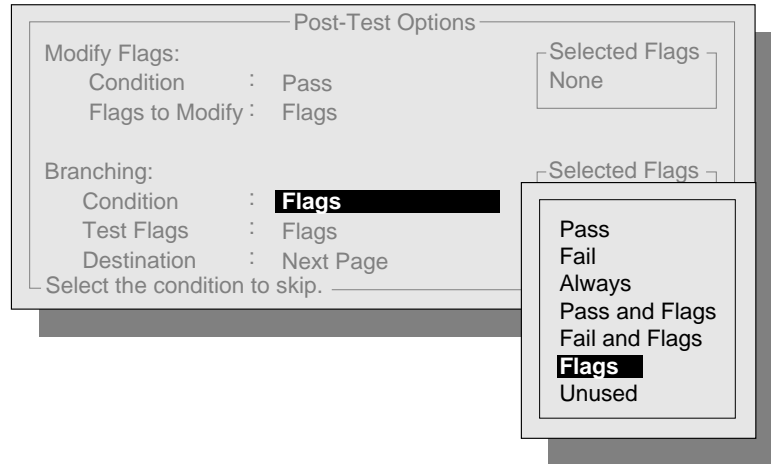 Post-Test Options
Modify Flags:
Condition : Pass
Flags to Modify : Flags
Selected Flags
None
Branching:
Condition : Flags
Test Flags : Flags
Destination : Next Page
Selected Flags
Select the condition to skip.
Pass
Fail
Always
Pass and Flags
Fail and Flags
Flags
Unused